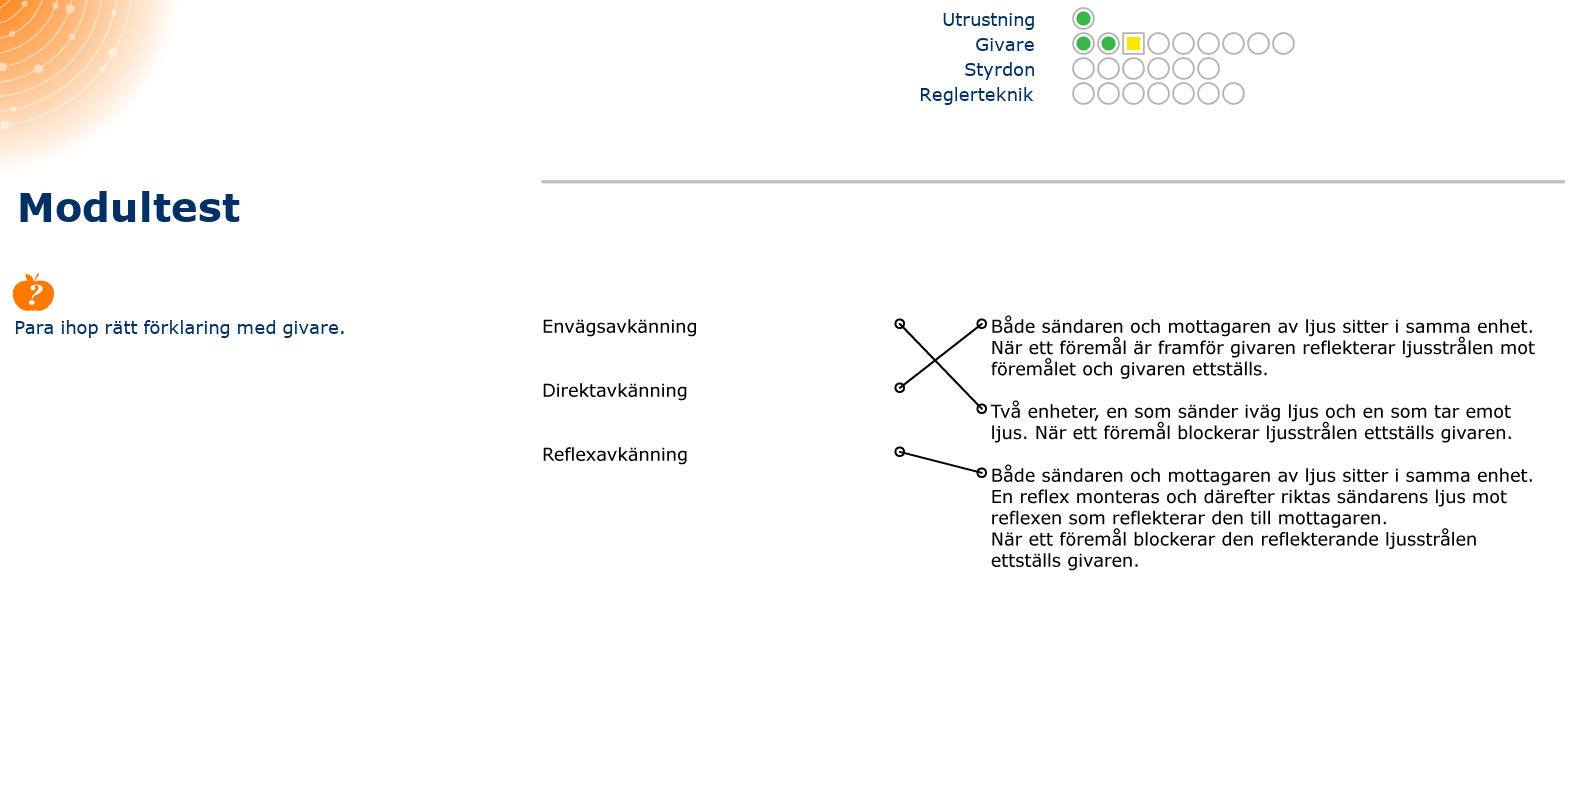 Utrustning
Givare
Styrdon
Reglerteknik
Modultest
?
Para ihop rätt förklaring med givare.
Envägsavkänning
Direktavkänning
Reflexavkänning
Både sändaren och mottagaren av ljus sitter i samma enhet.
När ett föremål är framför givaren reflekterar ljusstrålen mot
föremålet och givaren ettställs.
Två enheter, en som sänder iväg ljus och en som tar emot
ljus. När ett föremål blockerar ljusstrålen ettställs givaren.
Både sändaren och mottagaren av ljus sitter i samma enhet.
En reflex monteras och därefter riktas sändarens ljus mot
reflexen som reflekterar den till mottagaren.
När ett föremål blockerar den reflekterande ljusstrålen
ettställs givaren.